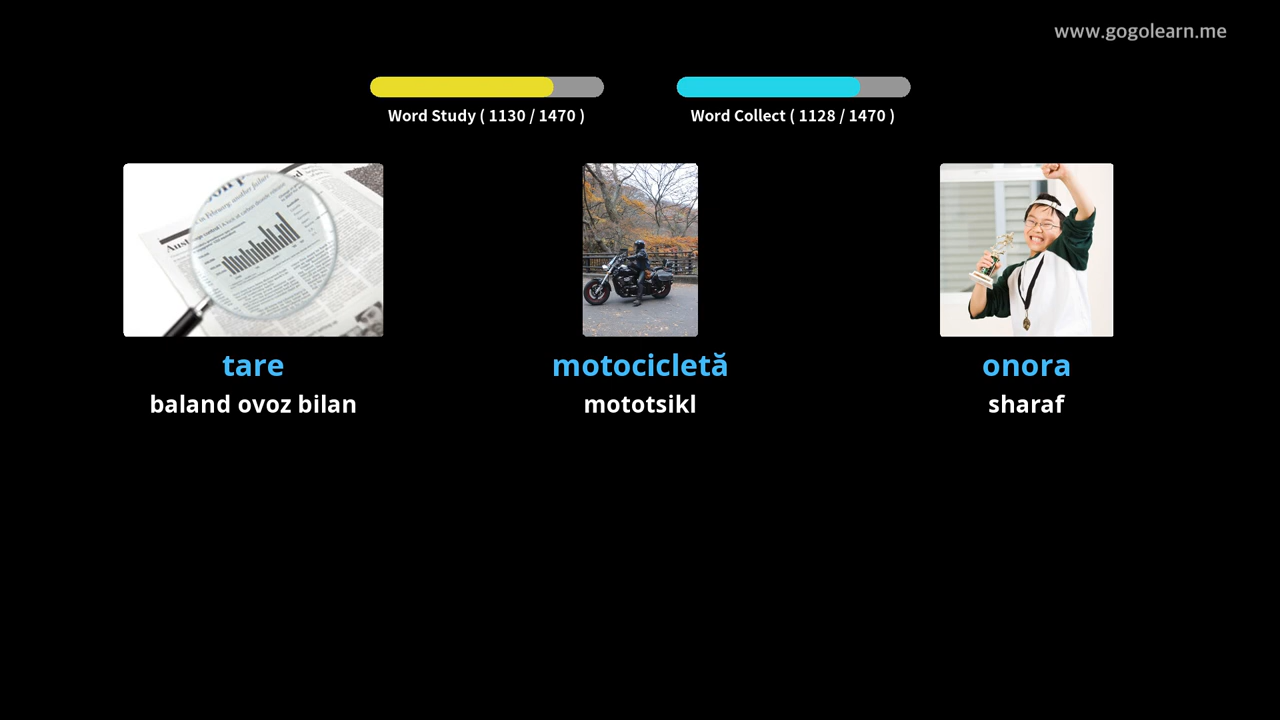 www.gogolearn.me
Word Study ( 1130 / 1470 )
Word Collect ( 1128 / 1470 )
tare
motocicletă
onora
baland ovoz bilan
mototsikl
sharaf